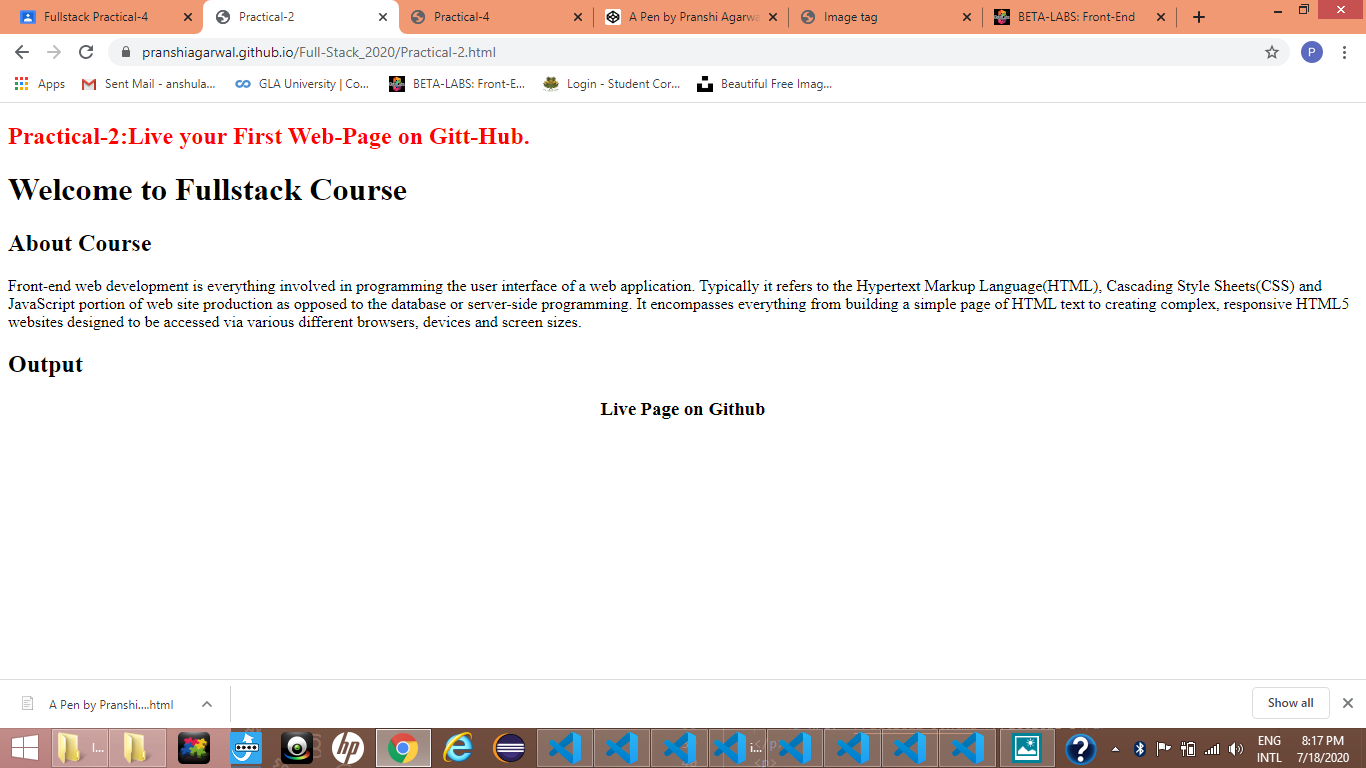 Fullstack Practical-4
Practical-2
Practical-4
A Pen by Pranshi Agarwa
Image tag
BETA-LABS: Front-End
pranshiagarwal.github.io/Full-Stack_2020/Practical-2.html
P
Apps
Sent Mail - anshula...
GLA University | Co...
BETA-LABS: Front-E...
Login - Student Cor...
Beautiful Free Imag...
Practical-2:Live your First Web-Page on Gitt-Hub.
Welcome to Fullstack Course
About Course
Front-end web development is everything involved in programming the user interface of a web application. Typically it refers to the Hypertext Markup Language(HTML), Cascading Style Sheets(CSS) and
JavaScript portion of web site production as opposed to the database or server-side programming. It encompasses everything from building a simple page of HTML text to creating complex, responsive HTML5
websites designed to be accessed via various different browsers, devices and screen sizes.
Output
Live Page on Github
A Pen by Pranshi....html
Show all
I...
hp
i...
ENG
8:17 PM
INTL
7/18/2020